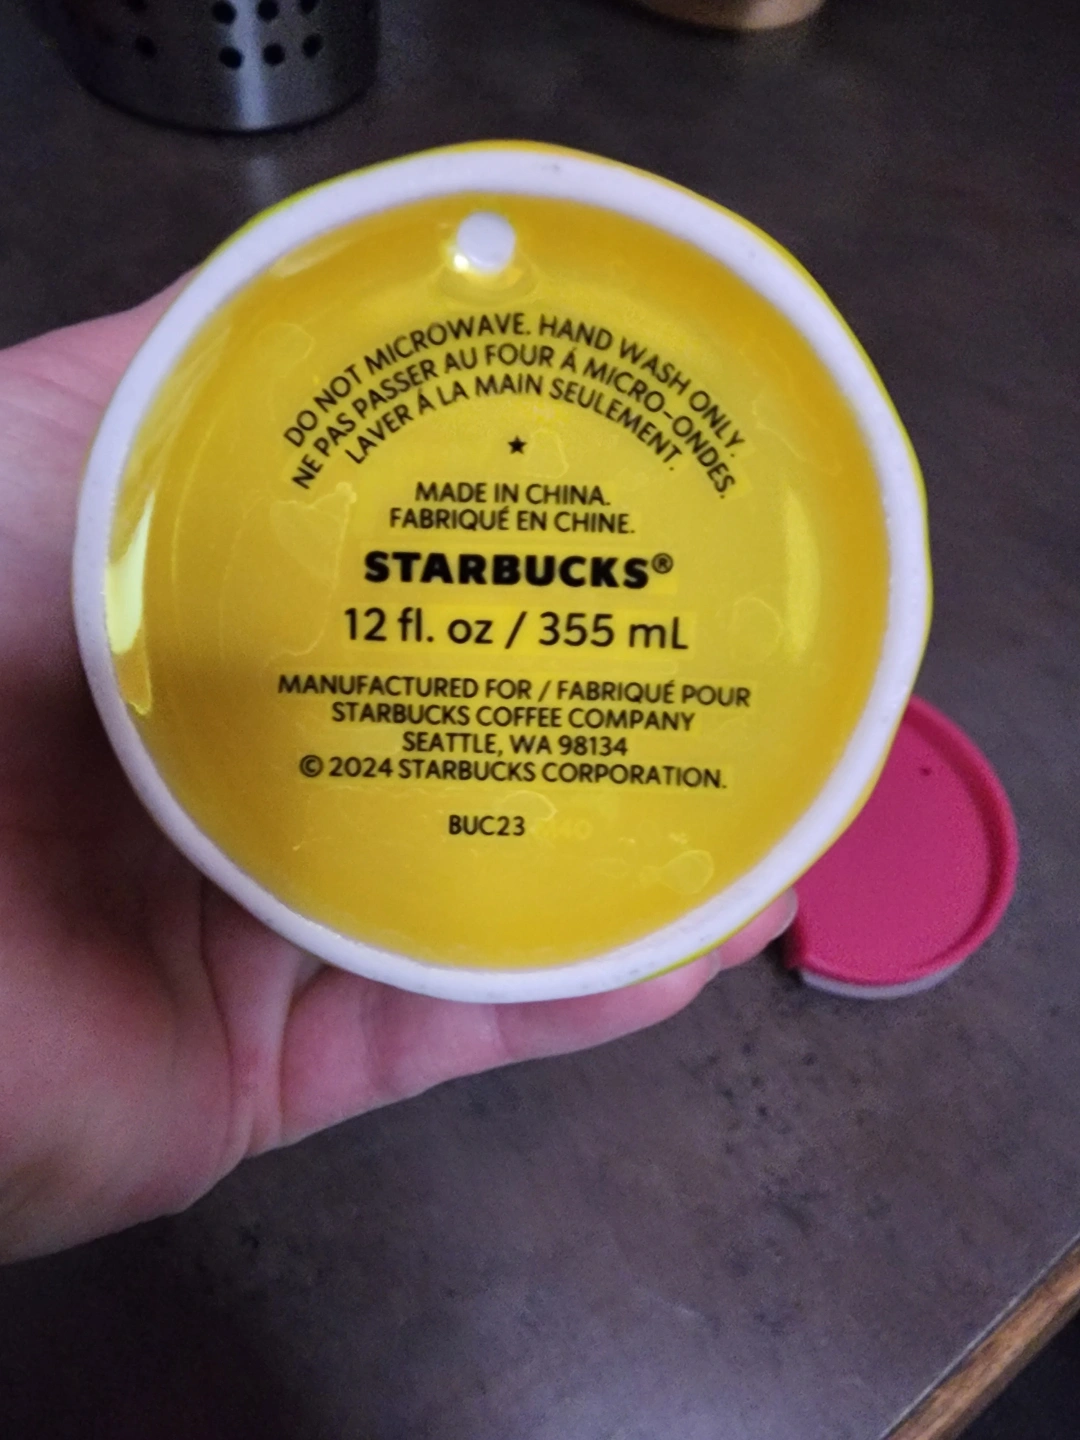 DO NOT MICROWAVE. HAND WASH ONLY.
NE PAS PASSER AU FOUR À MICRO-ONDES.
LAVER À LA MAIN SEULEMENT.
★
MADE IN CHINA.
FABRIQUÉ EN CHINE.
STARBUCKS®
12 fl. oz / 355 mL
MANUFACTURED FOR / FABRIQUÉ POUR
STARBUCKS COFFEE COMPANY
SEATTLE, WA 98134
© 2024 STARBUCKS CORPORATION.
BUC23